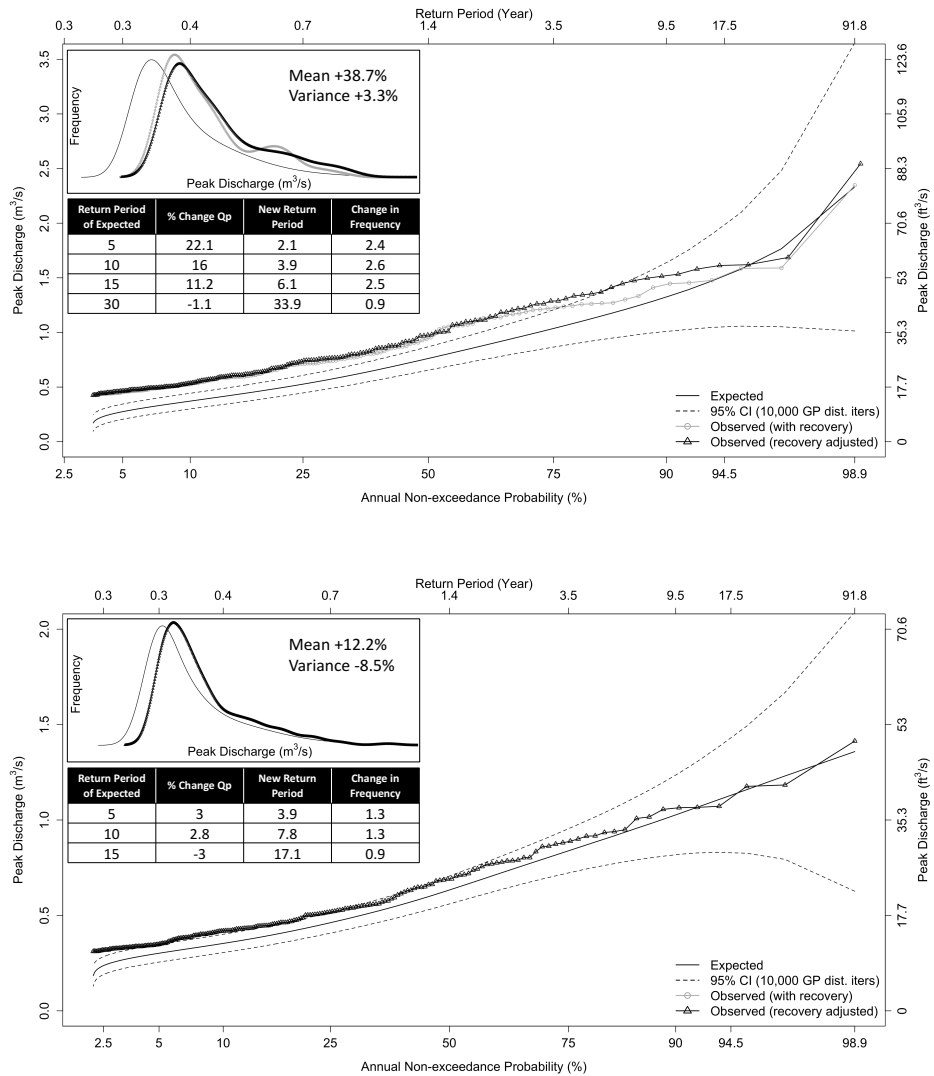 Return Period (Year)
0.3 0.3 0.4 0.7 1.4 3.5 9.5 17.5 91.8
Mean +38.7%
Variance +3.3%
Frequency
Peak Discharge (m³/s)
Return Period of Expected % Change Qp New Return Period Change in Frequency
5 22.1 2.1 2.4
10 16 3.9 2.6
15 11.2 6.1 2.5
30 -1.1 33.9 0.9
Peak Discharge (m³/s)
3.5
3.0
2.5
2.0
1.5
1.0
0.5
0.0
Peak Discharge (ft³/s)
123.6
105.9
88.3
70.6
53
35.3
17.7
0
Expected
95% CI (10,000 GP dist. iters)
Observed (with recovery)
Observed (recovery adjusted)
2.5 5 10 25 50 75 90 94.5 98.9
Annual Non-exceedance Probability (%)
Return Period (Year)
0.3 0.3 0.4 0.7 1.4 3.5 9.5 17.5 91.8
Mean +12.2%
Variance -8.5%
Frequency
Peak Discharge (m³/s)
Return Period of Expected % Change Qp New Return Period Change in Frequency
5 3 3.9 1.3
10 2.8 7.8 1.3
15 -3 17.1 0.9
Peak Discharge (m³/s)
2.0
1.5
1.0
0.5
0.0
Peak Discharge (ft³/s)
70.6
53
35.3
17.7
0
Expected
95% CI (10,000 GP dist. iters)
Observed (with recovery)
Observed (recovery adjusted)
2.5 5 10 25 50 75 90 94.5 98.9
Annual Non-exceedance Probability (%)